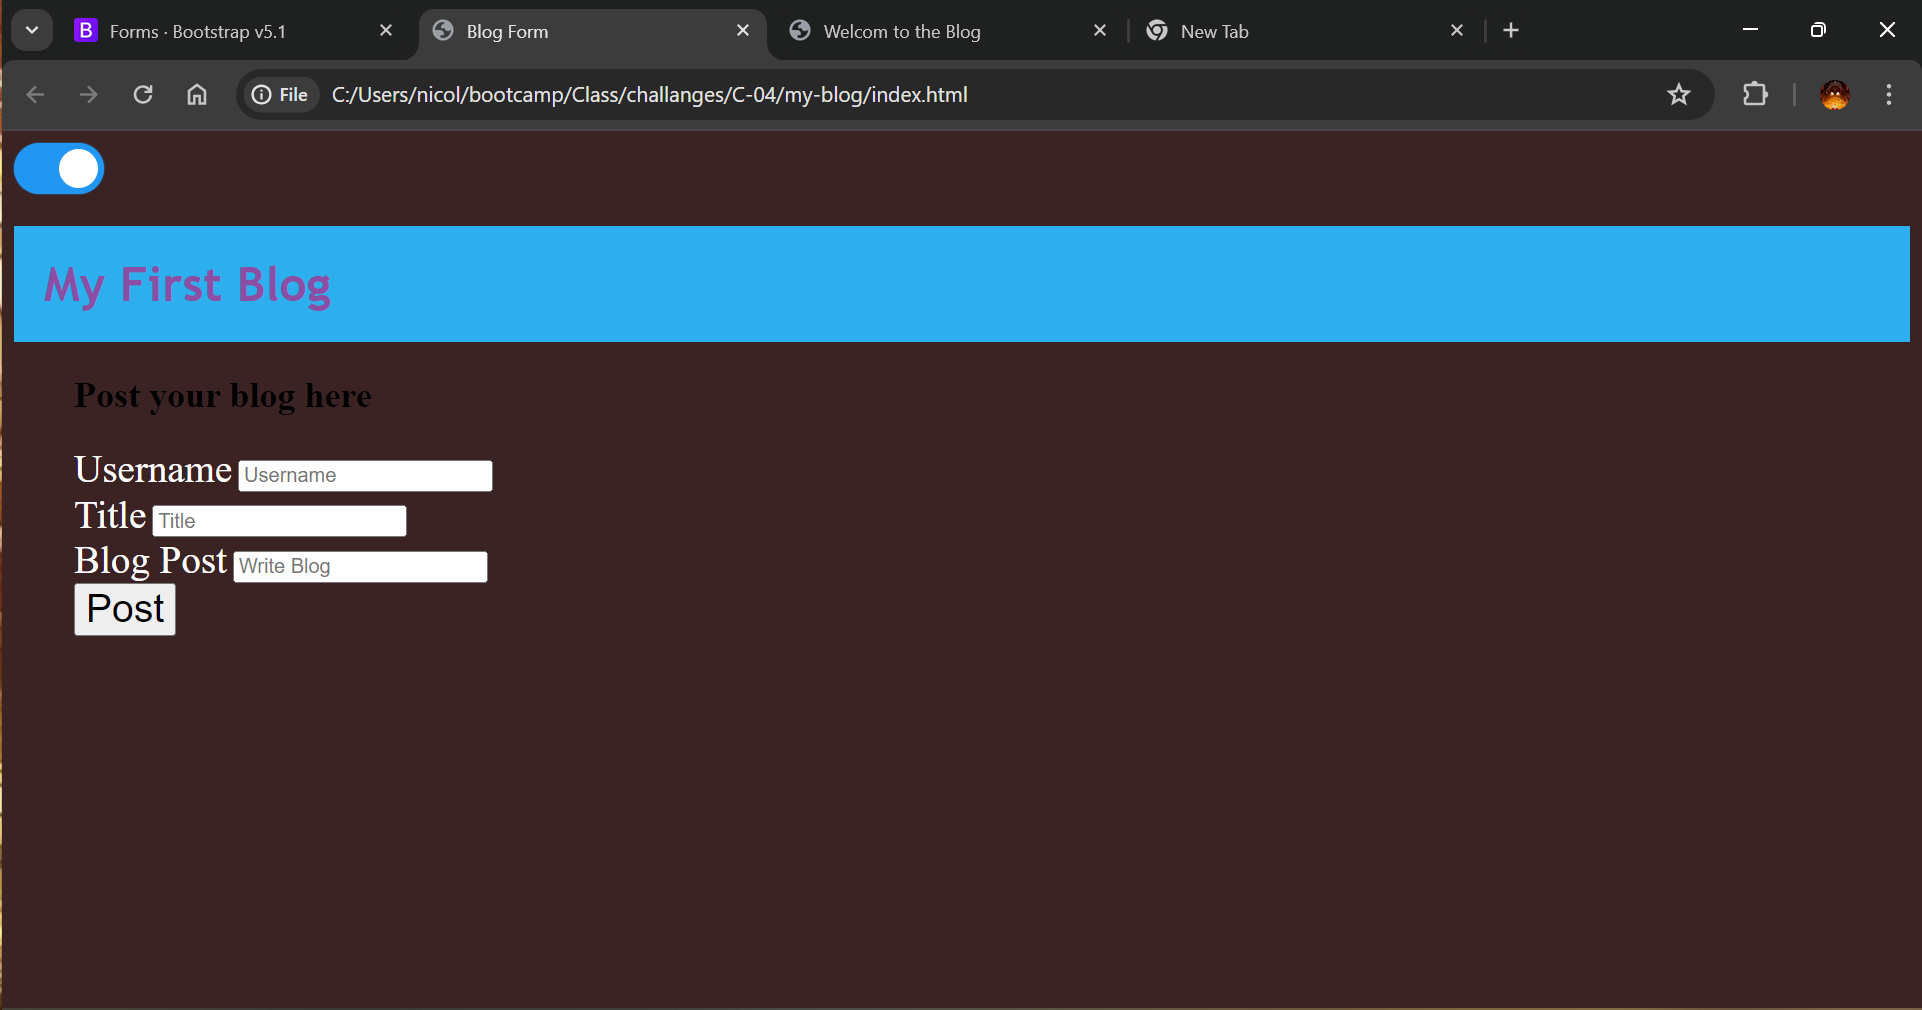 B Forms · Bootstrap v5.1
Blog Form
Welcom to the Blog
New Tab
File C:/Users/nicol/bootcamp/Class/challanges/C-04/my-blog/index.html
My First Blog
Post your blog here
Username Username
Title Title
Blog Post Write Blog
Post